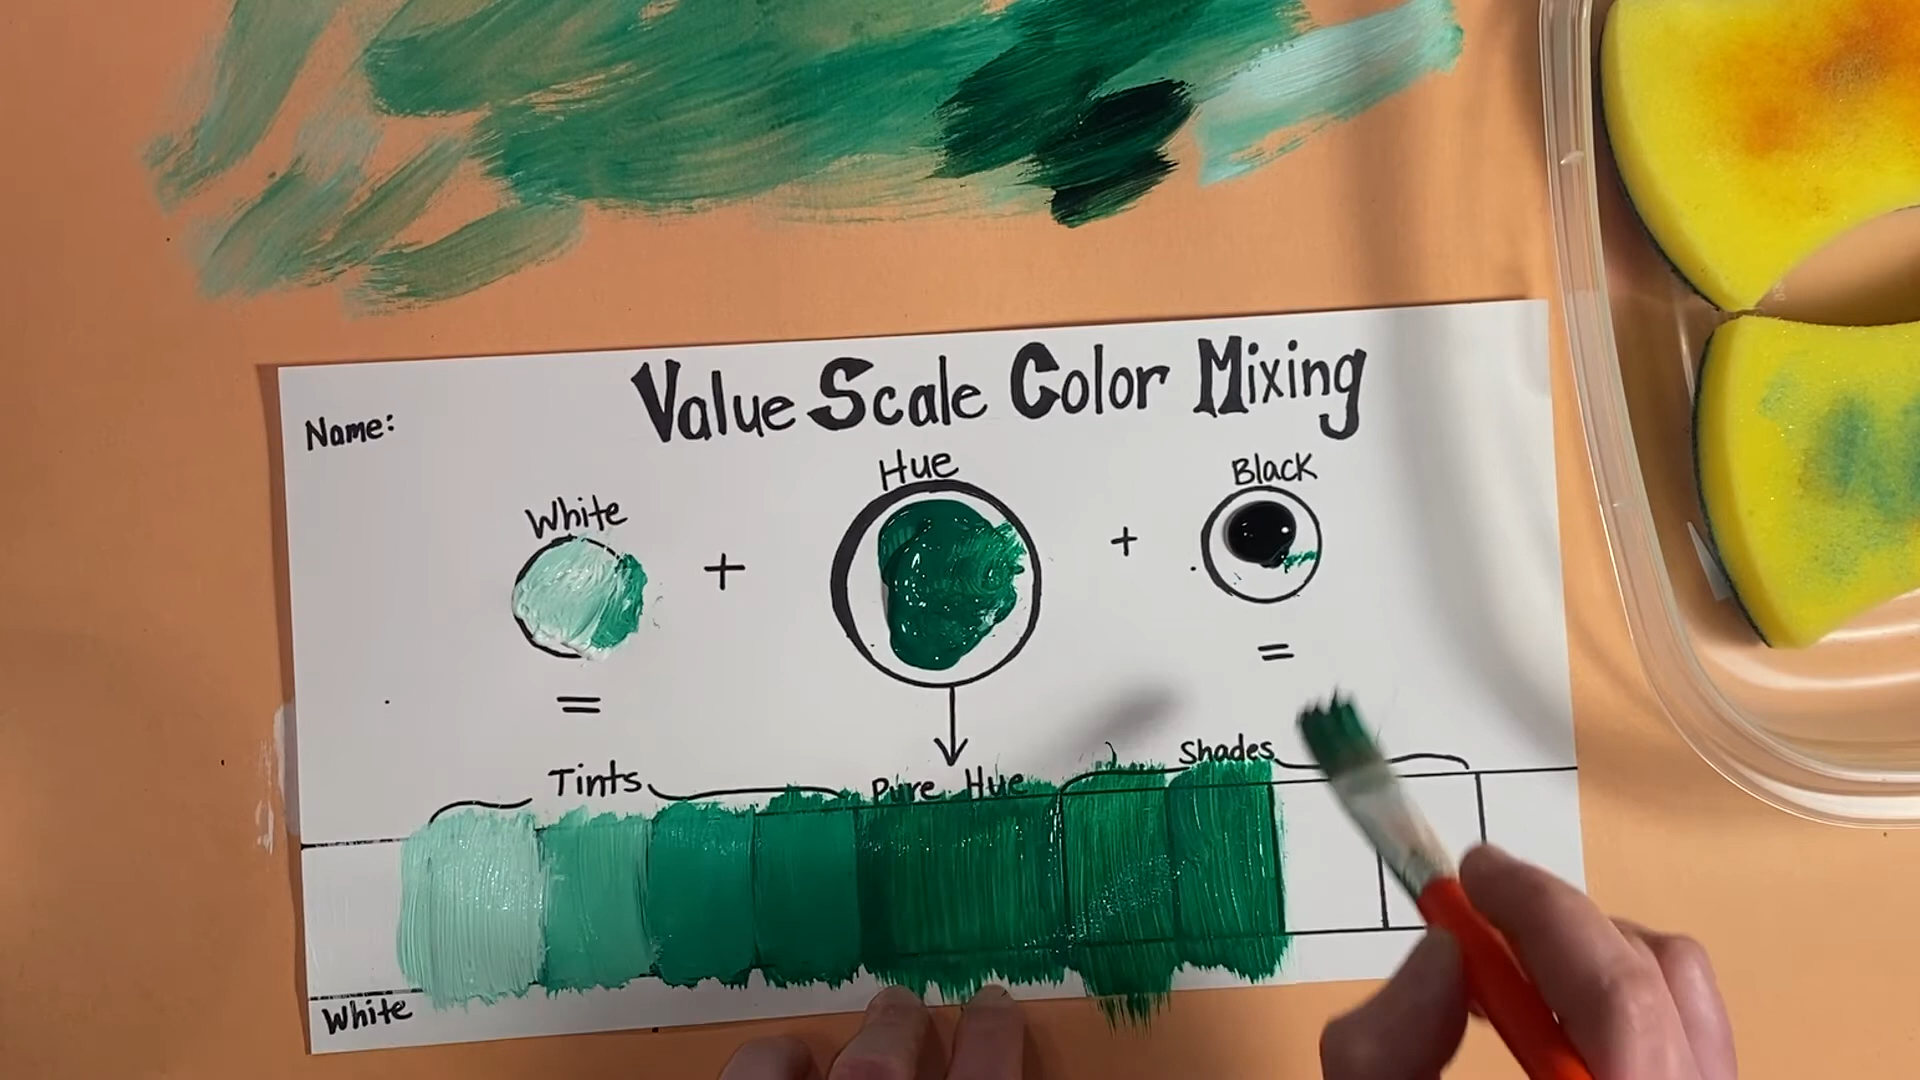 Value Scale Color Mixing
Name:
White
+
Hue
+
Black
=
=
Tints
Pure Hue
Shades
White